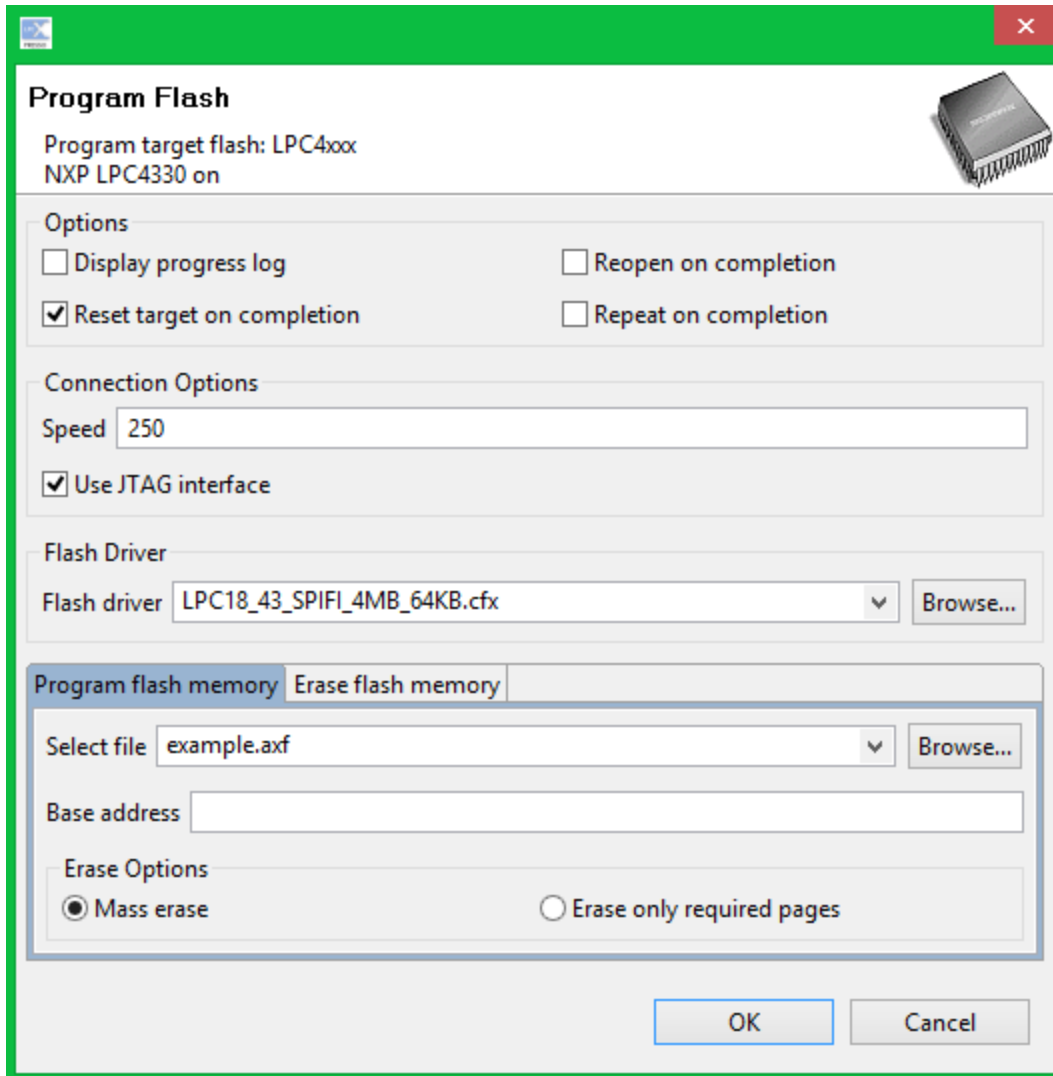 Program Flash
Program target flash: LPC4xxx
NXP LPC4330 on
Options
Display progress log
Reopen on completion
Reset target on completion
Repeat on completion
Connection Options
Speed 250
Use JTAG interface
Flash Driver
Flash driver LPC18_43_SPIFI_4MB_64KB.cfx Browse...
Program flash memory Erase flash memory
Select file example.axf Browse...
Base address
Erase Options
Mass erase
Erase only required pages
OK Cancel